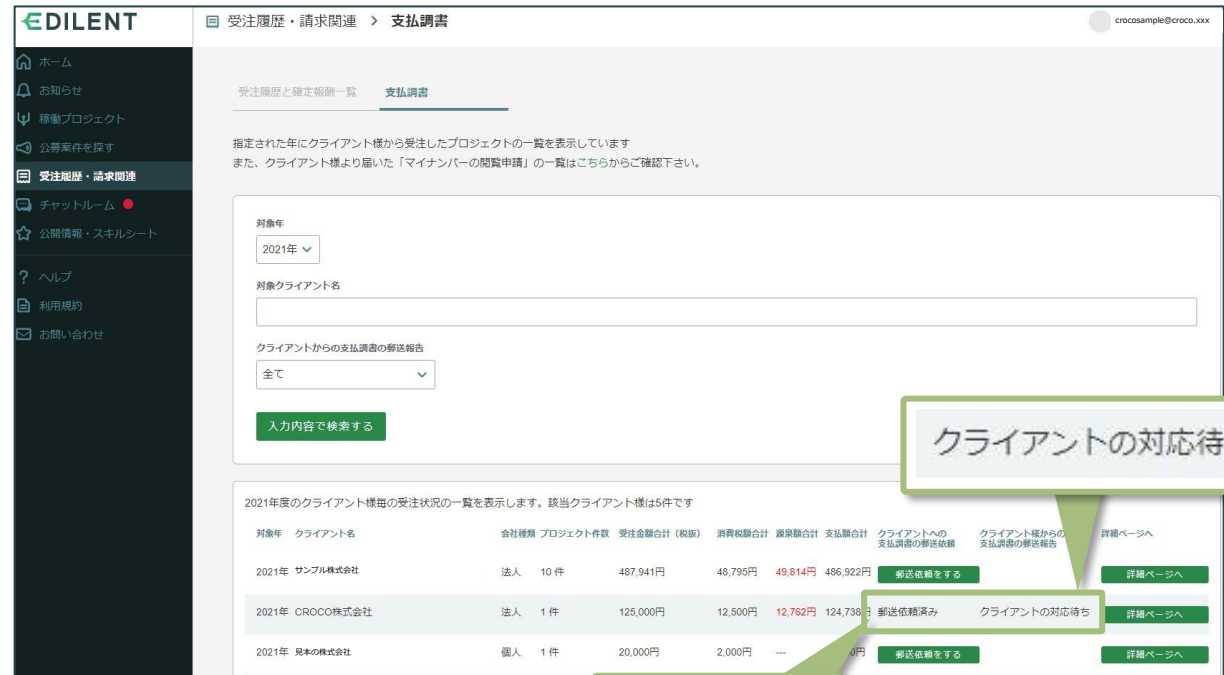 EDILENT
受注履歴・請求関連 > 支払調書
crocosample@croco.xxx
ホーム
お知らせ
稼働プロジェクト
公募案件を探す
受注履歴・請求関連
チャットルーム
公開情報・スキルシート
? ヘルプ
利用規約
お問い合わせ
受注履歴と確定報酬一覧 支払調書
指定された年にクライアント様から受注したプロジェクトの一覧を表示しています
また、クライアント様より届いた「マイナンバーの閲覧申請」の一覧はこちらからご確認下さい。
対象年
2021年
対象クライアント名
クライアントからの支払調書の郵送報告
全て
入力内容で検索する
クライアントの対応待
2021年度のクライアント様毎の受注状況の一覧を表示します。該当クライアント様は5件です
対象年 クライアント名 会社種類 プロジェクト件数 受注金額合計（税抜） 消費税額合計 源泉額合計 支払額合計 クライアントへの支払調書の郵送依頼 クライアント様からの支払調書の郵送報告 詳細ページへ
2021年 サンプル株式会社 法人 10 件 487,941円 48,795円 49,814円 486,922円 郵送依頼をする 詳細ページへ
2021年 CROCO株式会社 法人 1 件 125,000円 12,500円 12,762円 124,738円 郵送依頼済み クライアントの対応待ち 詳細ページへ
2021年 見本の株式会社 個人 1 件 20,000円 2,000円 --- 0円 郵送依頼をする 詳細ページへ